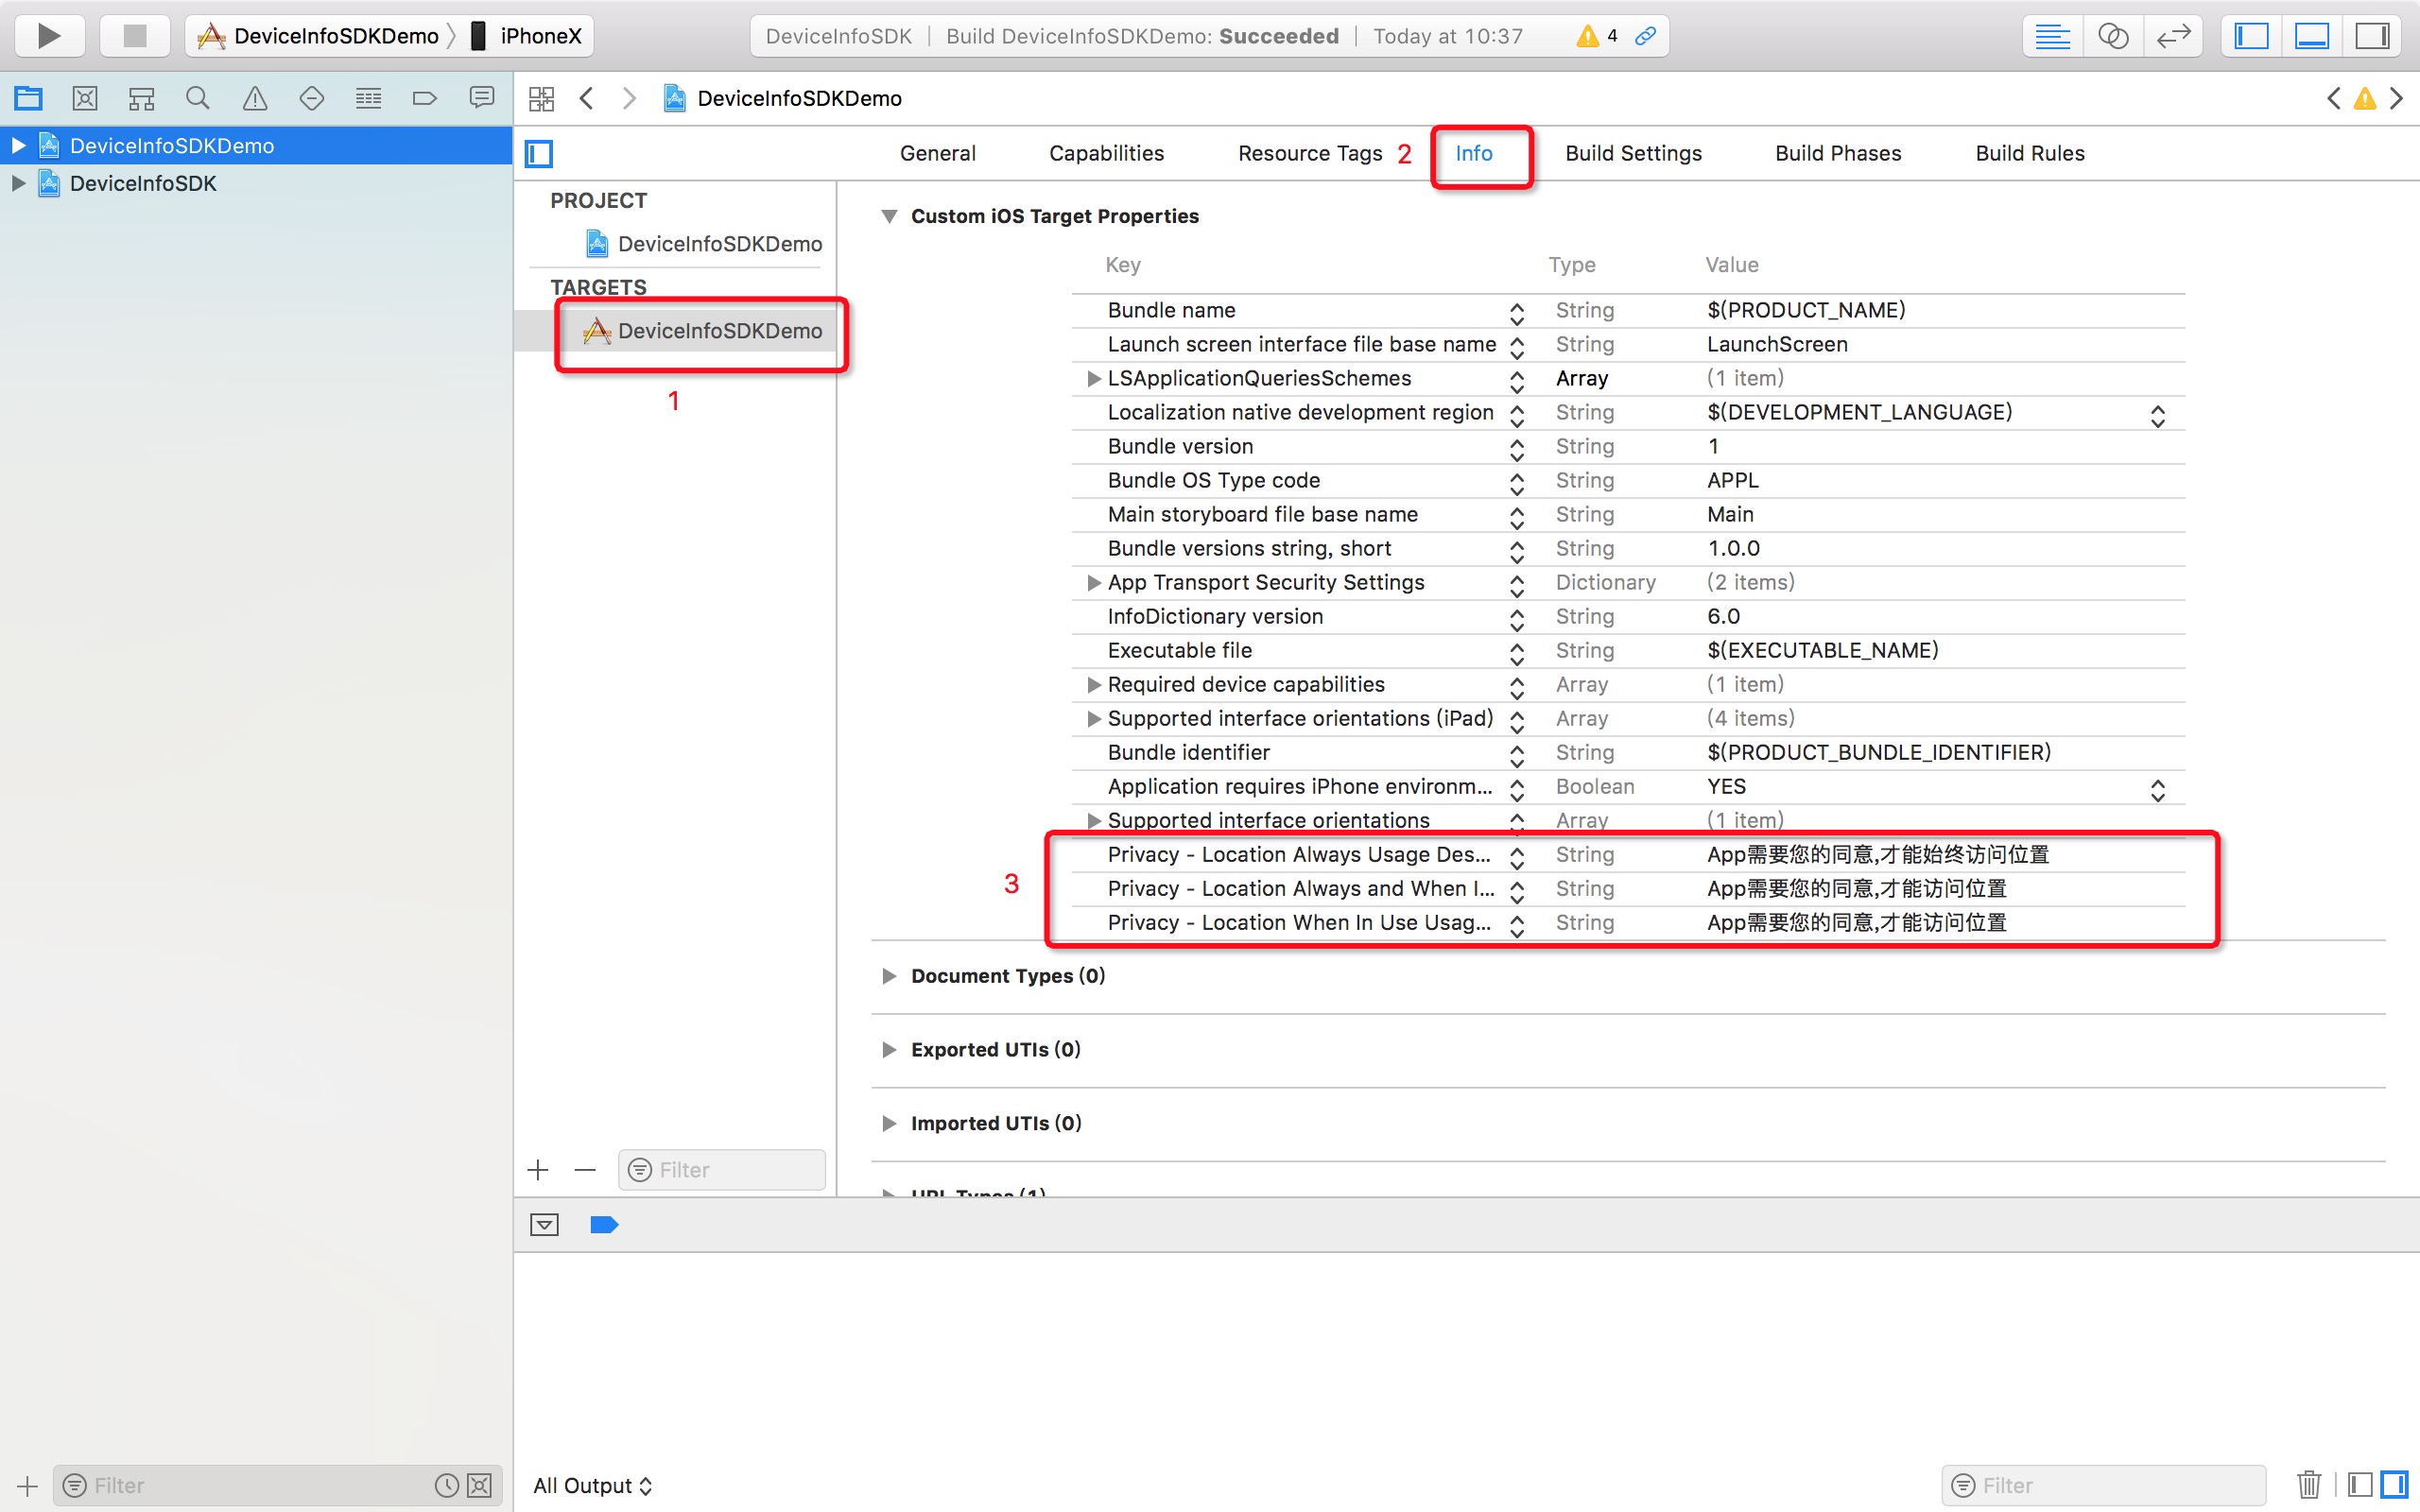 DeviceInfoSDKDemo 〉 iPhoneX
DeviceInfoSDK | Build DeviceInfoSDKDemo: Succeeded | Today at 10:37 4
DeviceInfoSDKDemo
DeviceInfoSDK
DeviceInfoSDKDemo
General Capabilities Resource Tags 2 Info Build Settings Build Phases Build Rules
PROJECT
DeviceInfoSDKDemo
TARGETS
DeviceInfoSDKDemo
1
Custom iOS Target Properties
Key Type Value
Bundle name String $(PRODUCT_NAME)
Launch screen interface file base name String LaunchScreen
LSApplicationQueriesSchemes Array (1 item)
Localization native development region String $(DEVELOPMENT_LANGUAGE)
Bundle version String 1
Bundle OS Type code String APPL
Main storyboard file base name String Main
Bundle versions string, short String 1.0.0
App Transport Security Settings Dictionary (2 items)
InfoDictionary version String 6.0
Executable file String $(EXECUTABLE_NAME)
Required device capabilities Array (1 item)
Supported interface orientations (iPad) Array (4 items)
Bundle identifier String $(PRODUCT_BUNDLE_IDENTIFIER)
Application requires iPhone environm... Boolean YES
Supported interface orientations Array (1 item)
3
Privacy - Location Always Usage Des... String App需要您的同意,才能始终访问位置
Privacy - Location Always and When I... String App需要您的同意,才能访问位置
Privacy - Location When In Use Usag... String App需要您的同意,才能访问位置
Document Types (0)
Exported UTIs (0)
Imported UTIs (0)
URL Types (1)
Filter
Filter
All Output
Filter